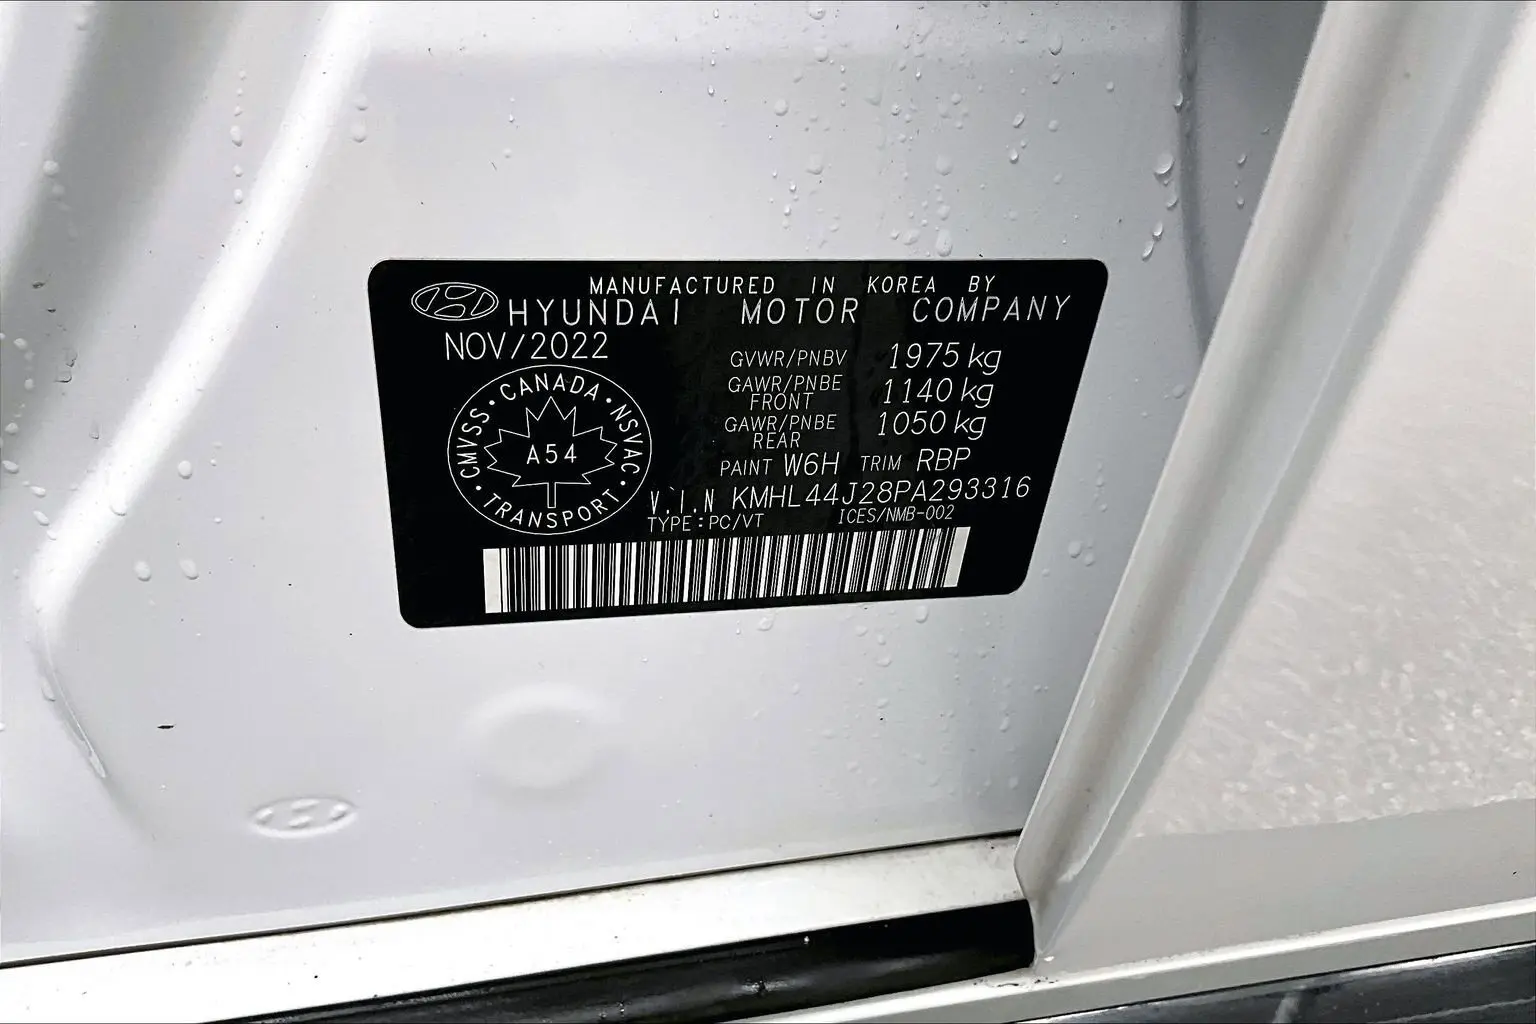 MANUFACTURED IN KOREA BY
HYUNDAI MOTOR COMPANY
NOV/2022
GVWR/PNBV 1975 kg
GAWR/PNBE FRONT 1140 kg
GAWR/PNBE REAR 1050 kg
PAINT W6H TRIM RBP
V.I.N KMHL44J28PA293316
TYPE:PC/VT ICES/NMB-002
CANADA · NSVAC · TRANSPORT · CMVSS ·
A54